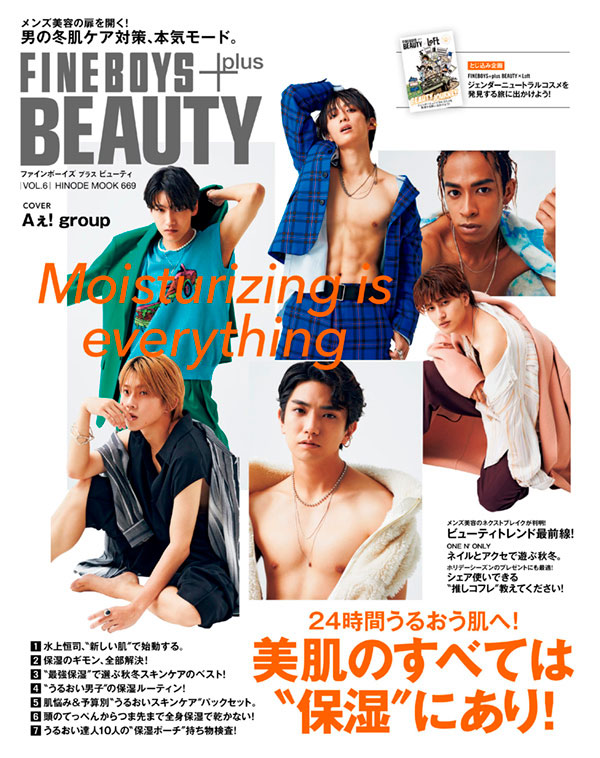 メンズ美容の扉を開く!
男の冬肌ケア対策、本気モード。
FINEBOYS+plus
BEAUTY
ファインボーイズ プラス ビューティ
|VOL.6| HINODE MOOK 669
COVER
Aぇ! group
とじ込み企画
FINEBOYS+plus BEAUTY×Loft
ジェンダーニュートラルコスメを
発見する旅に出かけよう!
BEAUTY Loft
Moisturizing is
everything
メンズ美容のネクストブレイクが判明!
ビューティトレンド最前線!
ONE N' ONLY
ネイルとアクセで遊ぶ秋冬。
ホリデーシーズンのプレゼントにも最適!
シェア使いできる
“推しコフレ”教えてください!
24時間うるおう肌へ!
美肌のすべては
“保湿”にあり!
1 水上恒司、“新しい肌”で始動する。
2 保湿のギモン、全部解決!
3 “最強保湿”で選ぶ秋冬スキンケアのベスト!
4 “うるおい男子”の保湿ルーティン!
5 肌悩み&予算別“うるおいスキンケア”パックセット。
6 頭のてっぺんからつま先まで全身保湿で乾かない!
7 うるおい達人10人の“保湿ポーチ”持ち物検査!